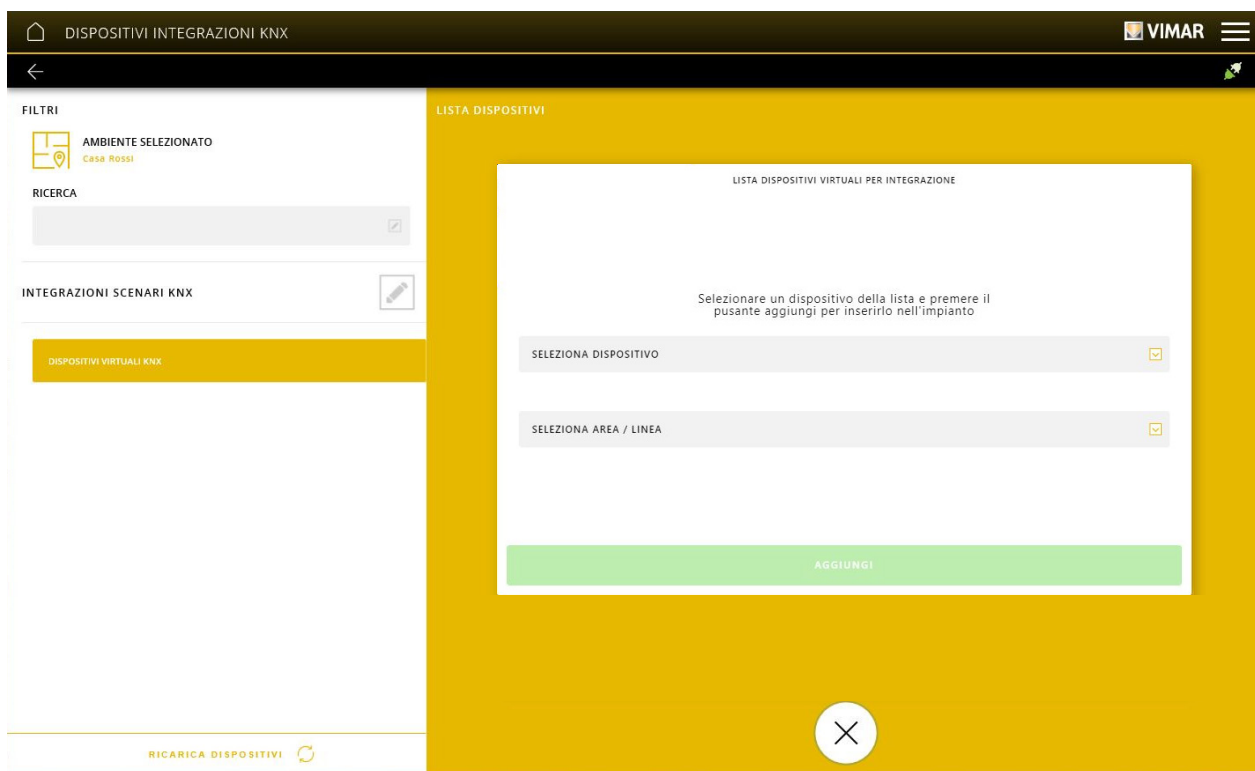 DISPOSITIVI INTEGRAZIONI KNX
VIMAR
FILTRI
AMBIENTE SELEZIONATO
Casa Rossi
RICERCA
INTEGRAZIONI SCENARI KNX
DISPOSITIVI VIRTUALI KNX
RICARICA DISPOSITIVI
LISTA DISPOSITIVI
LISTA DISPOSITIVI VIRTUALI PER INTEGRAZIONE
Selezionare un dispositivo della lista e premere il
pusante aggiungi per inserirlo nell'impianto
SELEZIONA DISPOSITIVO
SELEZIONA AREA / LINEA
AGGIUNGI